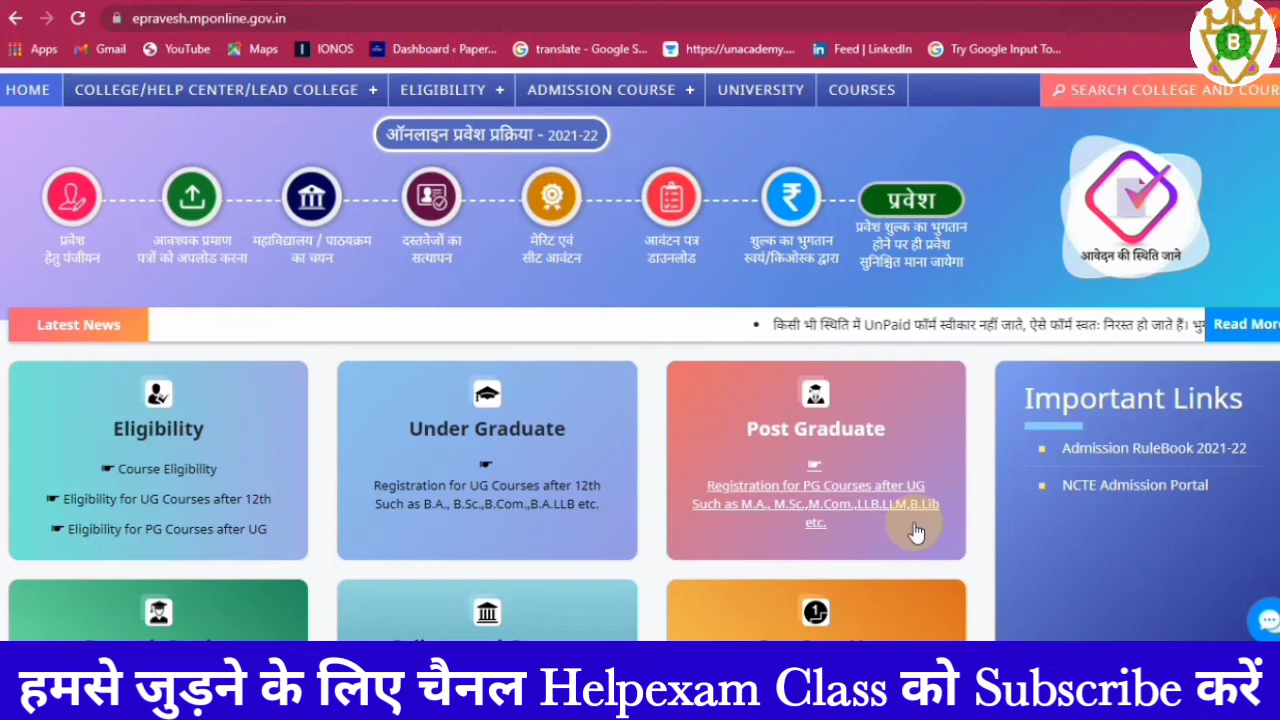 epravesh.mponline.gov.in
Apps Gmail YouTube Maps IONOS Dashboard ‹ Paper... translate - Google S... https://unacademy.... Feed | LinkedIn Try Google Input To...
B
HOME COLLEGE/HELP CENTER/LEAD COLLEGE + ELIGIBILITY + ADMISSION COURSE + UNIVERSITY COURSES SEARCH COLLEGE AND COUR
ऑनलाइन प्रवेश प्रक्रिया - 2021-22
प्रवेश
हेतु पंजीयन
आवश्यक प्रमाण
पत्रों को अपलोड करना
महाविद्यालय / पाठयक्रम
का चयन
दस्तवेजों का
सत्यापन
मेरिट एवं
सीट आवंटन
आवंटन पत्र
डाउनलोड
शुल्क का भुगतान
स्वयं/किओस्क द्वारा
प्रवेश
प्रवेश शुल्क का भुगतान
होने पर ही प्रवेश
सुनिश्चित माना जायेगा
आवेदन की स्थिति जाने
Latest News
• किसी भी स्थिति में UnPaid फॉर्म स्वीकार नहीं जाते, ऐसे फॉर्म स्वतः निरस्त हो जाते हैं।
Read More
Eligibility
Course Eligibility
Eligibility for UG Courses after 12th
Eligibility for PG Courses after UG
Under Graduate
Registration for UG Courses after 12th
Such as B.A., B.Sc.,B.Com.,B.A.LLB etc.
Post Graduate
Registration for PG Courses after UG
Such as M.A., M.Sc.,M.Com.,LLB,LLM,B.Lib
etc.
Important Links
Admission RuleBook 2021-22
NCTE Admission Portal
हमसे जुड़ने के लिए चैनल Helpexam Class को Subscribe करें